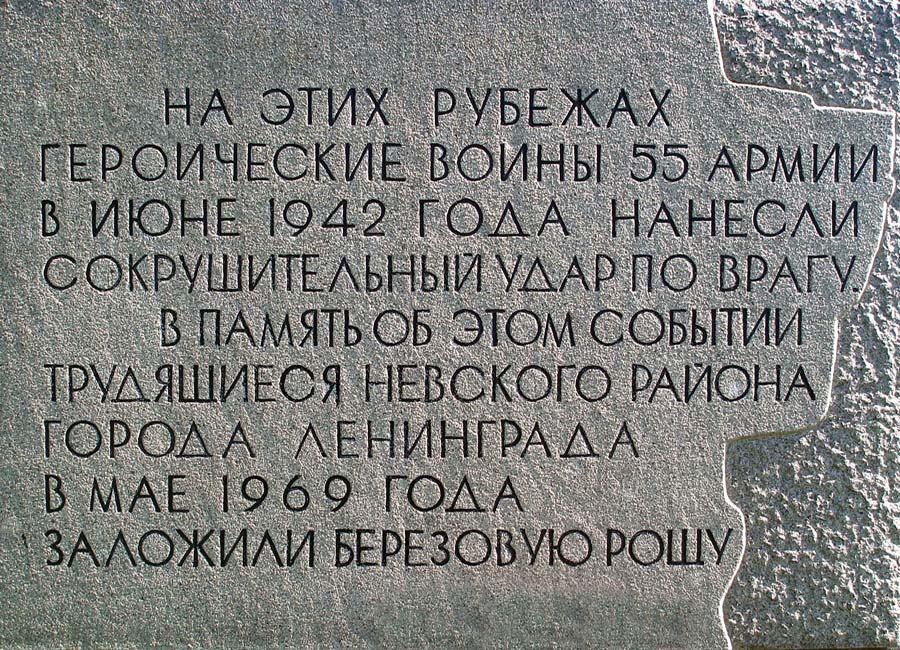 НА ЭТИХ РУБЕЖАХ
ГЕРОИЧЕСКИЕ ВОИНЫ 55 АРМИИ
В ИЮНЕ 1942 ГОДА НАНЕСЛИ
СОКРУШИТЕЛЬНЫЙ УДАР ПО ВРАГУ.
В ПАМЯТЬ ОБ ЭТОМ СОБЫТИИ
ТРУДЯЩИЕСЯ НЕВСКОГО РАЙОНА
ГОРОДА ЛЕНИНГРАДА
В МАЕ 1969 ГОДА
ЗАЛОЖИЛИ БЕРЕЗОВУЮ РОЩУ